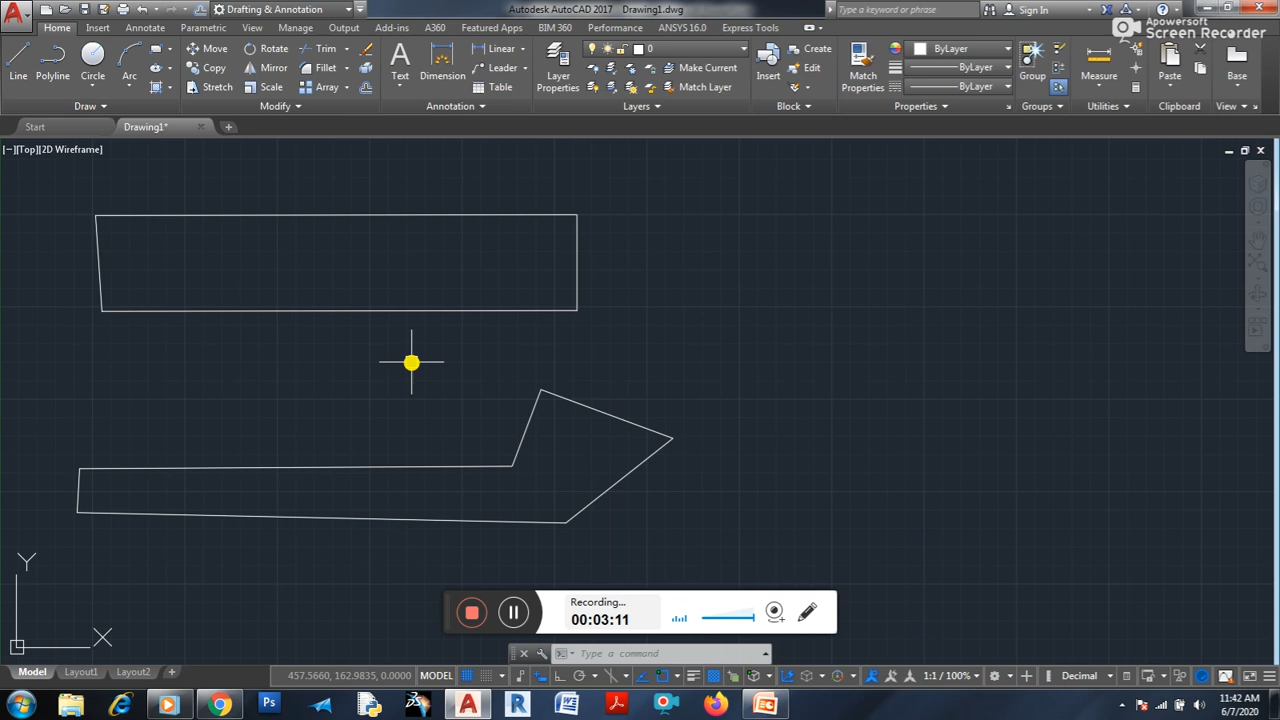 Drafting & Annotation
Autodesk AutoCAD 2017 Drawing1.dwg
Type a keyword or phrase
Sign In
Apowersoft
Screen Recorder
Home Insert Annotate Parametric View Manage Output Add-ins A360 Express Tools Featured Apps BIM 360 Performance ANSYS 16.0
Line Polyline Circle Arc
Move Rotate Trim
Copy Mirror Fillet
Stretch Scale Array
Text Dimension
Linear
Leader
Table
Layer
Properties
0
Make Current
Match Layer
Insert
Create
Edit
Match
Properties
ByLayer
ByLayer
ByLayer
Group
Measure
Paste
Base
Draw Modify Annotation Layers Block Properties Groups Utilities Clipboard View
Start Drawing1*
[−][Top][2D Wireframe]
Y
X
Recording...
00:03:11
Type a command
Model Layout1 Layout2
457.5660, 162.9835, 0.0000 MODEL
1:1 / 100%
Decimal
11:42 AM
6/7/2020